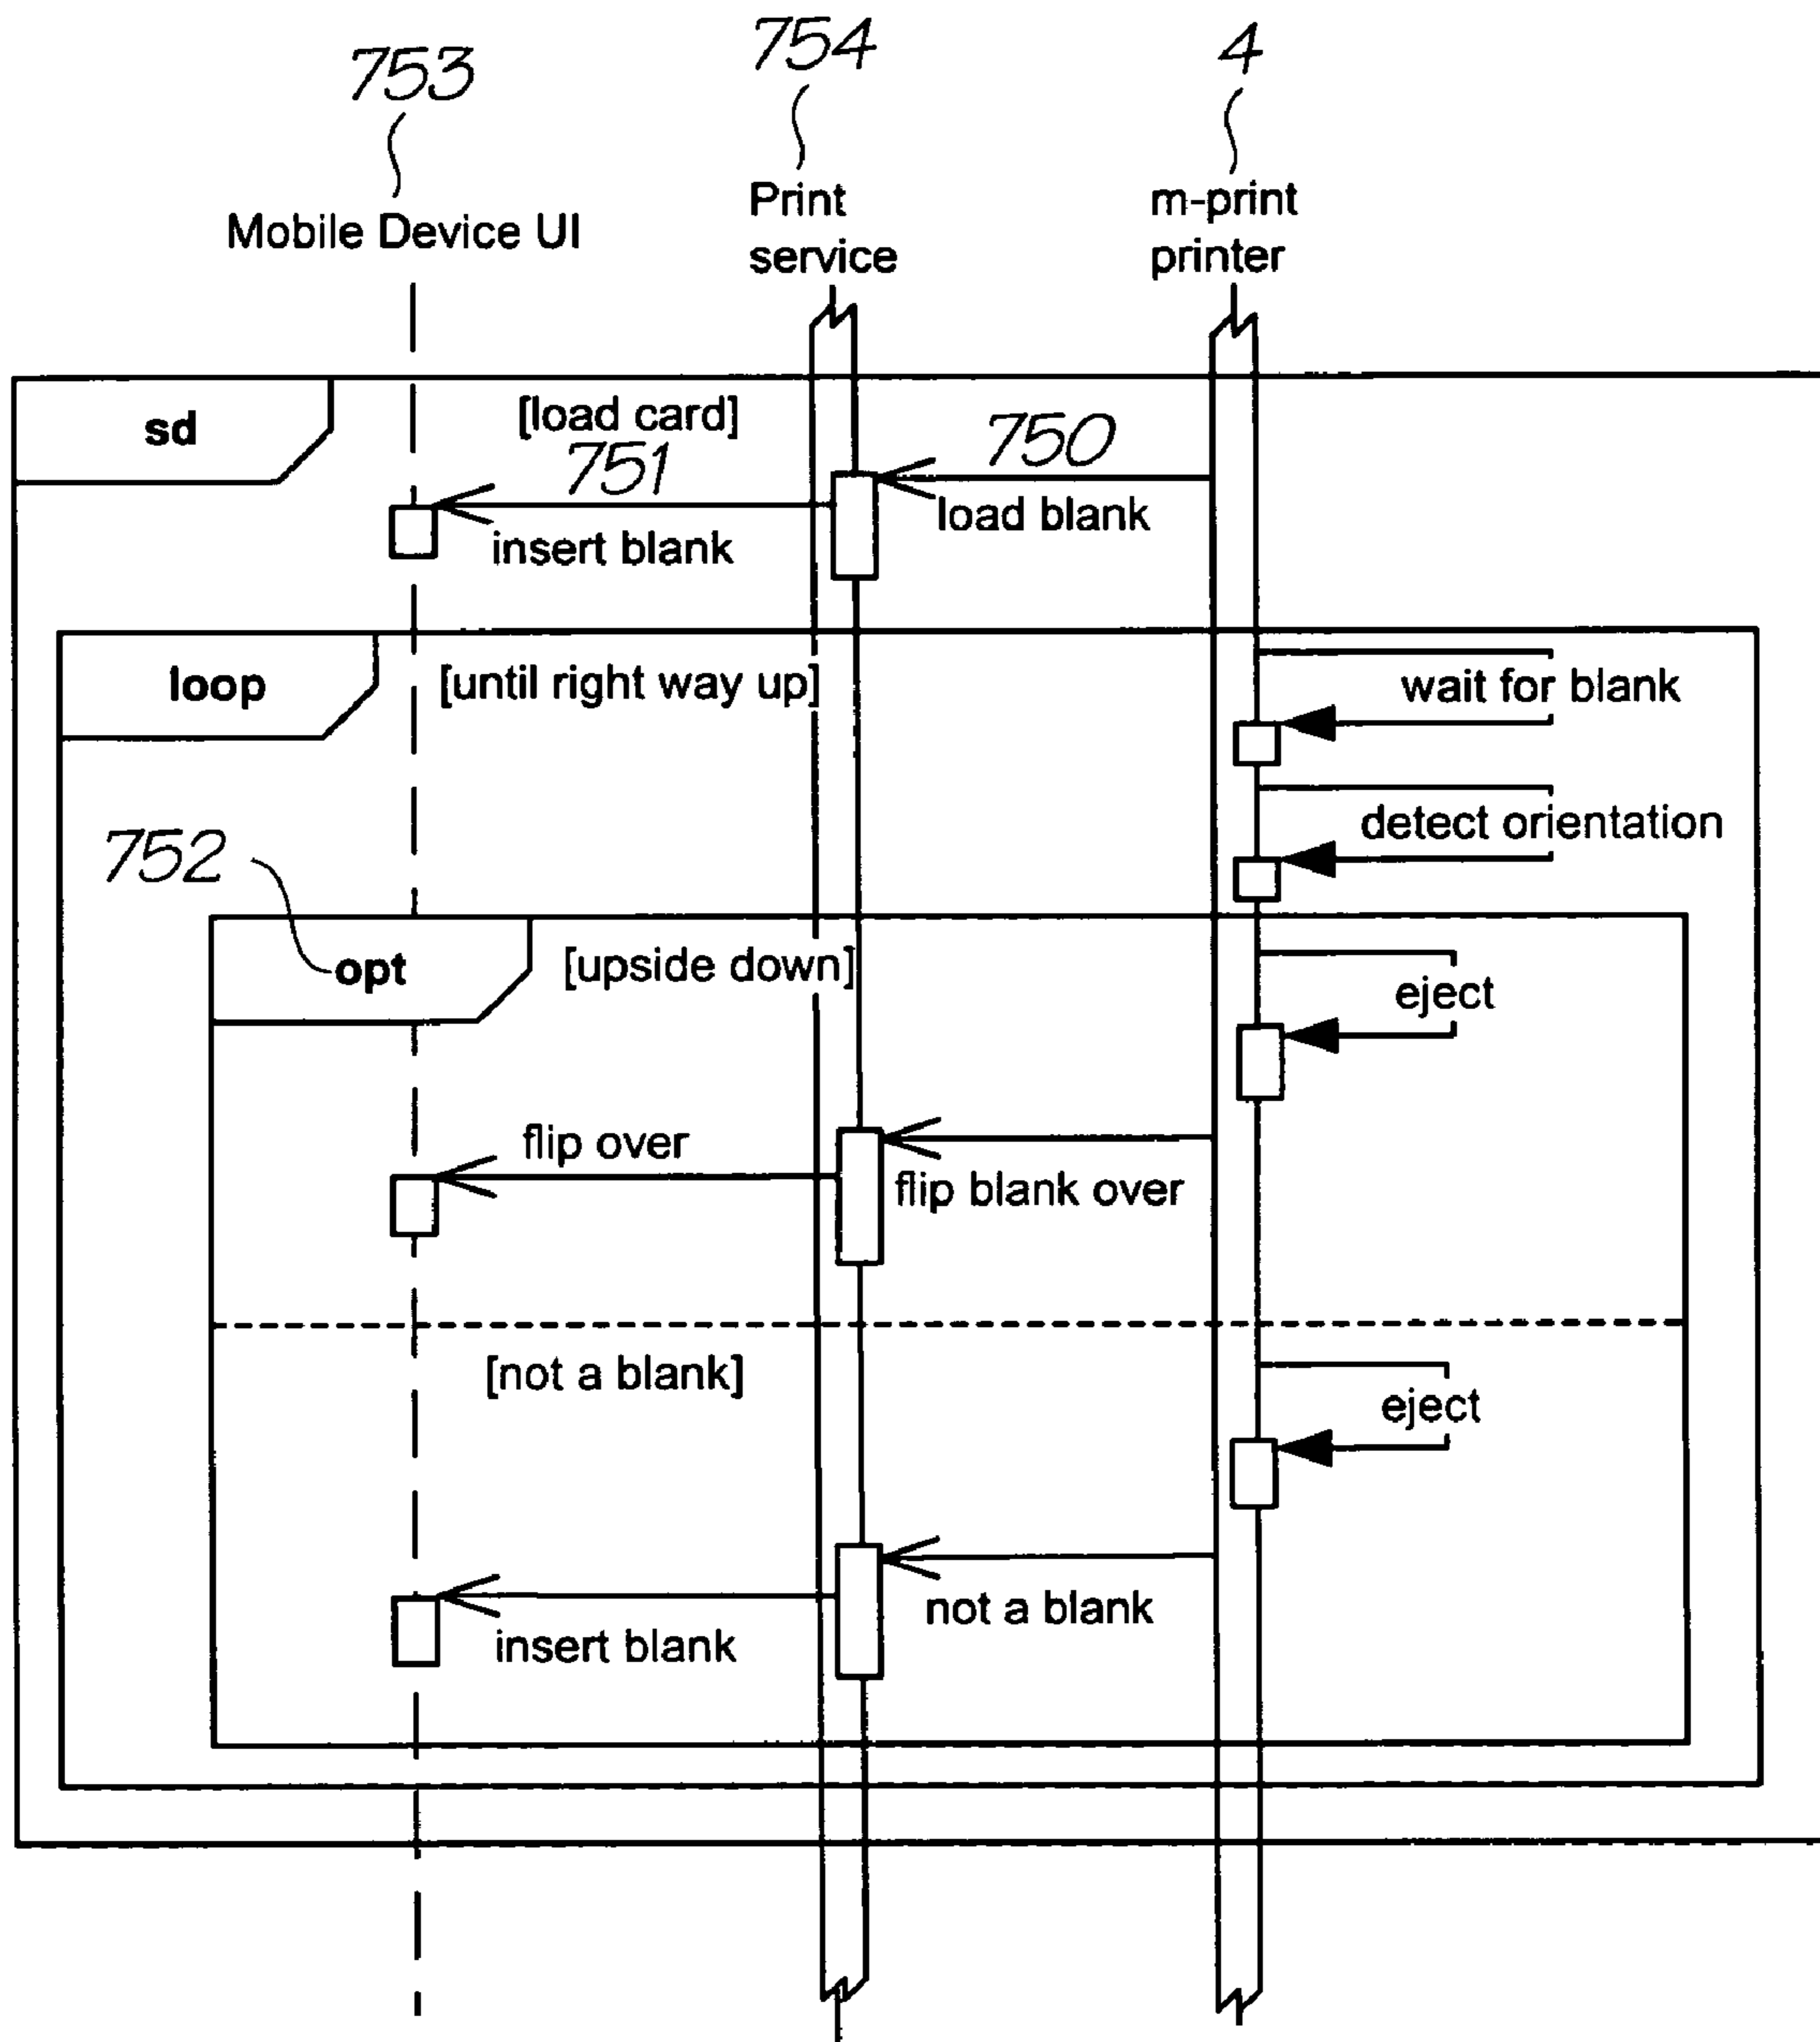 753
754
4
Mobile Device UI
Print
service
m-print
printer
sd
[load card]
751
750
insert blank
load blank
loop
[until right way up]
wait for blank
detect orientation
752
opt
[upside down]
eject
flip over
flip blank over
[not a blank]
eject
not a blank
insert blank